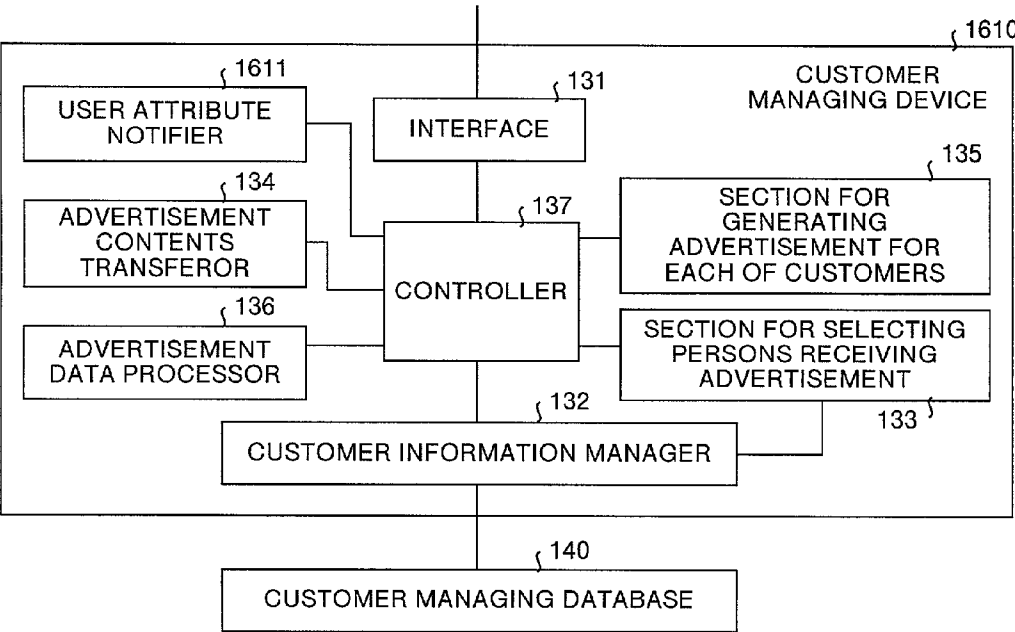 1610
CUSTOMER
MANAGING DEVICE
1611
USER ATTRIBUTE
NOTIFIER
131
INTERFACE
134
ADVERTISEMENT
CONTENTS
TRANSFEROR
137
CONTROLLER
135
SECTION FOR
GENERATING
ADVERTISEMENT FOR
EACH OF CUSTOMERS
136
ADVERTISEMENT
DATA PROCESSOR
SECTION FOR SELECTING
PERSONS RECEIVING
ADVERTISEMENT
133
132
CUSTOMER INFORMATION MANAGER
140
CUSTOMER MANAGING DATABASE